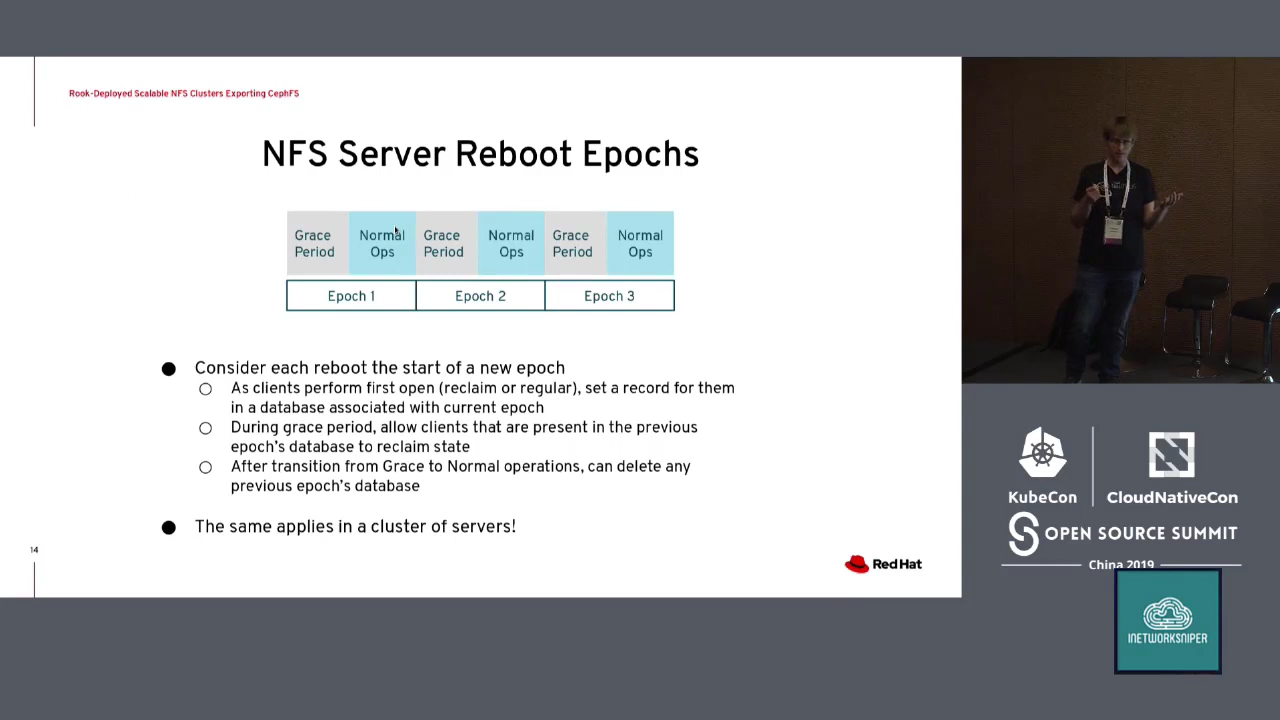 Rook-Deployed Scalable NFS Clusters Exporting CephFS
NFS Server Reboot Epochs
Grace Period
Normal Ops
Grace Period
Normal Ops
Grace Period
Normal Ops
Epoch 1
Epoch 2
Epoch 3
● Consider each reboot the start of a new epoch
○ As clients perform first open (reclaim or regular), set a record for them
in a database associated with current epoch
○ During grace period, allow clients that are present in the previous
epoch's database to reclaim state
○ After transition from Grace to Normal operations, can delete any
previous epoch's database
● The same applies in a cluster of servers!
14
Red Hat
KubeCon
CloudNativeCon
OPEN SOURCE SUMMIT
China 2019
INETWORKSNIPER